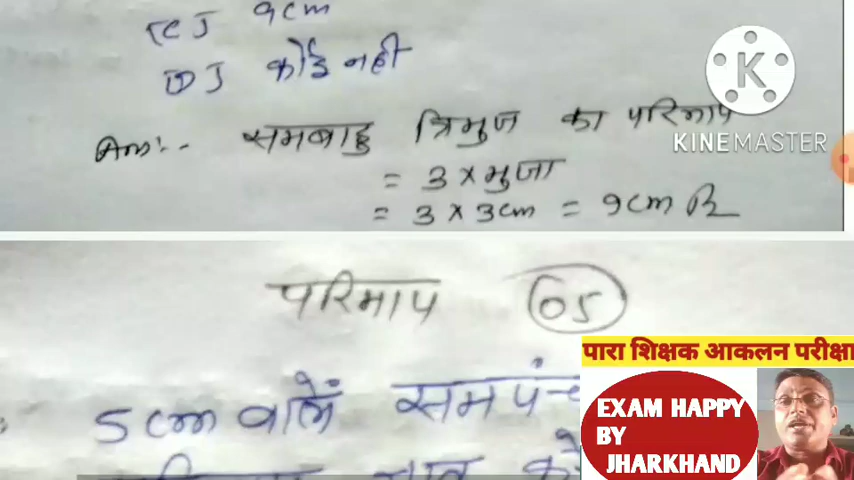 [C] 9cm
[D] कोई नहीं
Ans:- समबाहु त्रिभुज का परिमाप
= 3 x भुजा
= 3 x 3cm = 9cm
K
KINEMASTER
परिमाप 05
5cm वाले समपं
पारा शिक्षक आकलन परीक्षा
EXAM HAPPY
BY
JHARKHAND